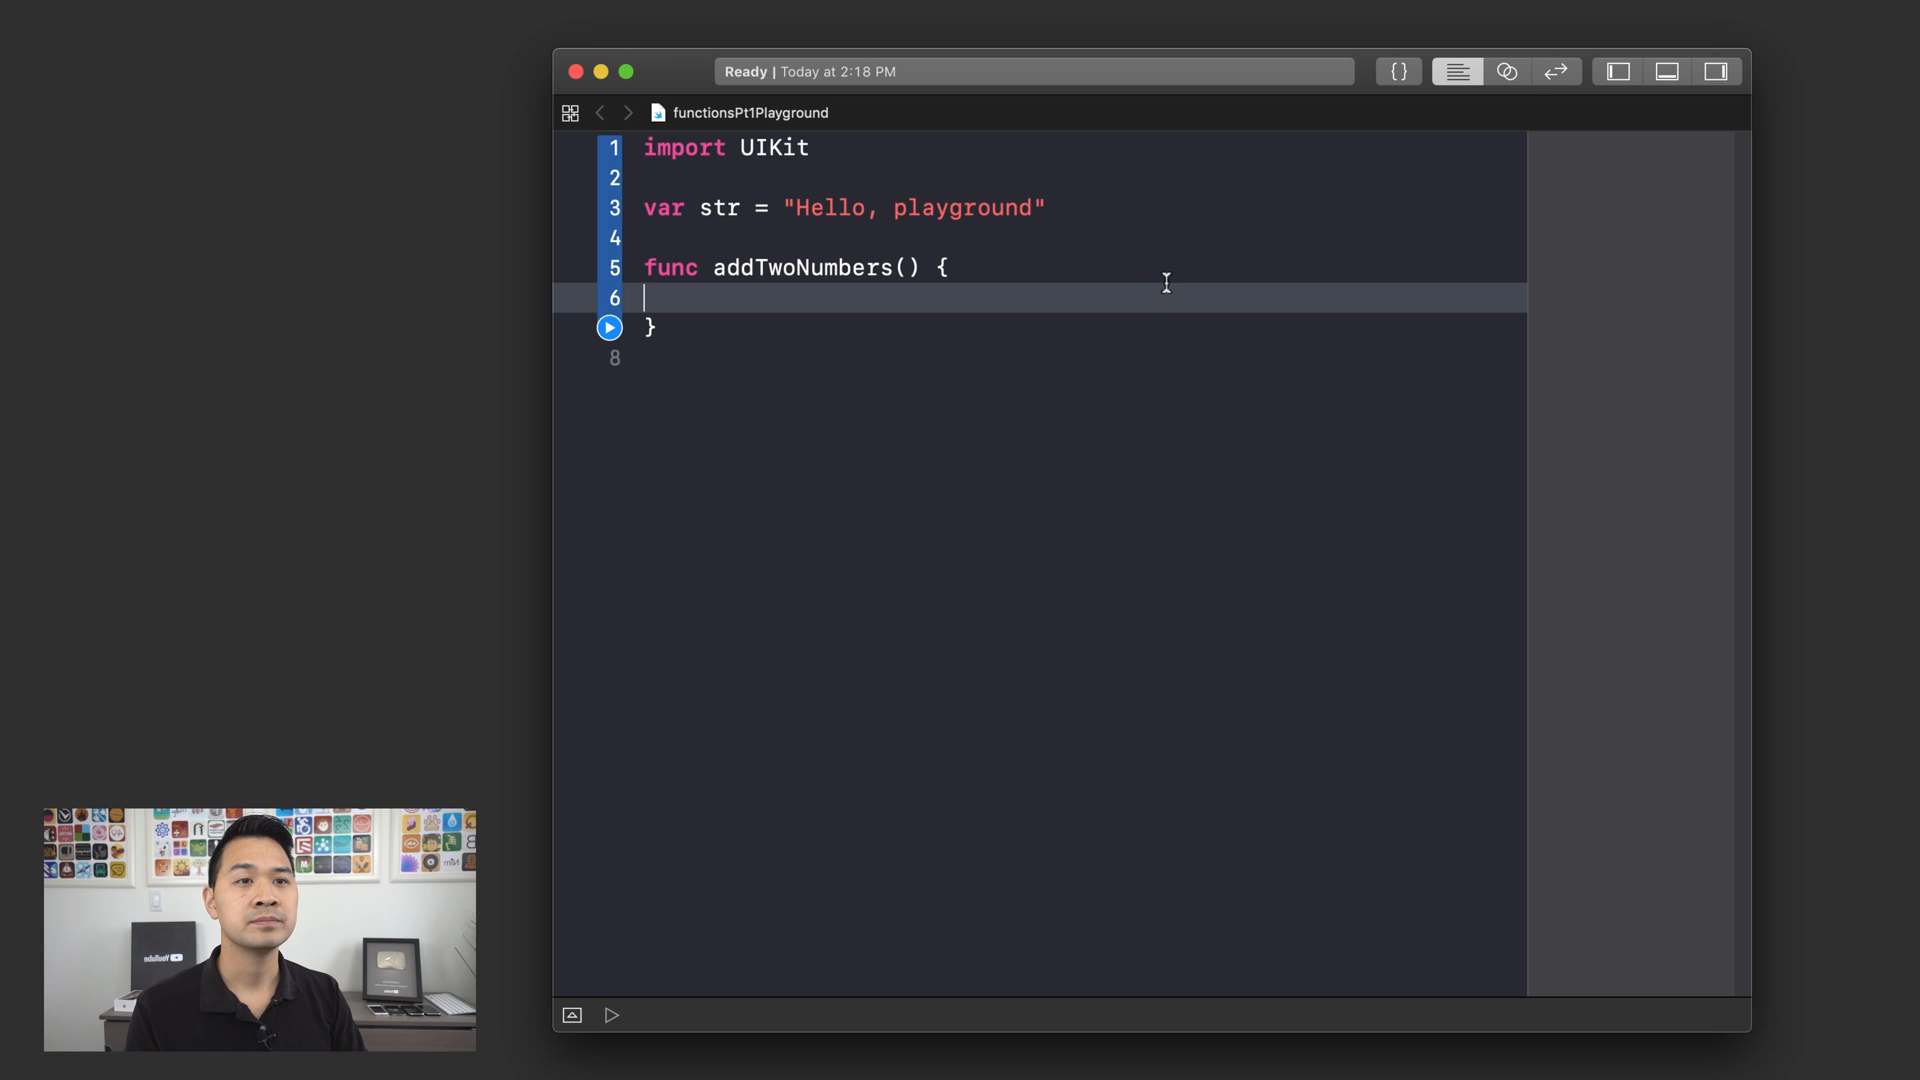 Ready | Today at 2:18 PM
{}
functionsPt1Playground
1 import UIKit
2
3 var str = "Hello, playground"
4
5 func addTwoNumbers() {
6
}
8
YouTube